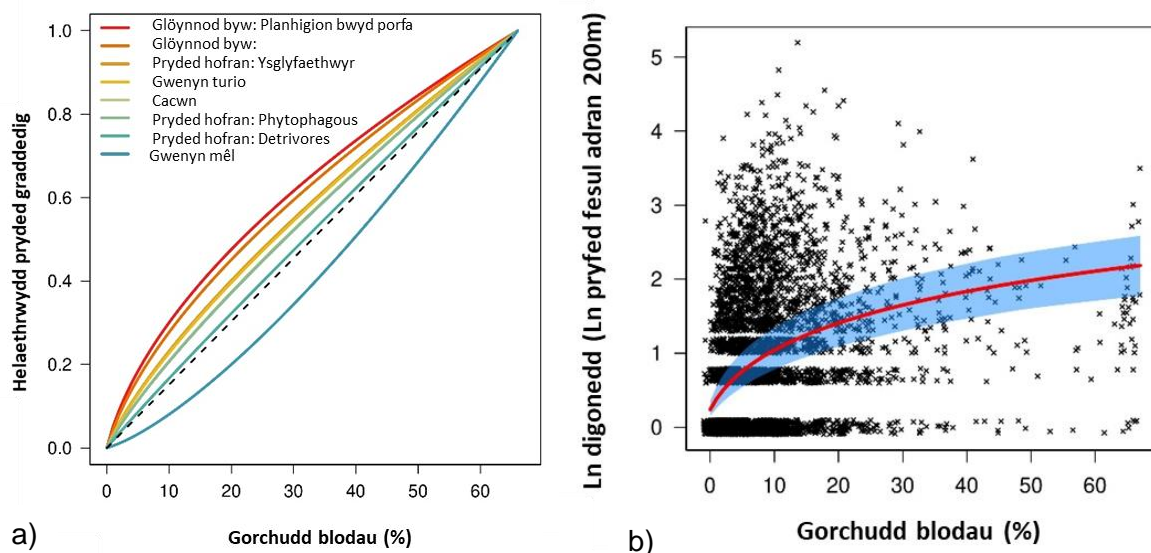 Helaethrwydd pryded graddedig
1.0
0.8
0.6
0.4
0.2
0.0
Glöynnod byw: Planhigion bwyd porfa
Glöynnod byw:
Pryded hofran: Ysglyfaethwyr
Gwenyn turio
Cacwn
Pryded hofran: Phytophagous
Pryded hofran: Detrivores
Gwenyn mêl
0 10 20 30 40 50 60
Gorchudd blodau (%)
a)
Ln digonedd (Ln pryfed fesul adran 200m)
5
4
3
2
1
0
0 10 20 30 40 50 60
Gorchudd blodau (%)
b)